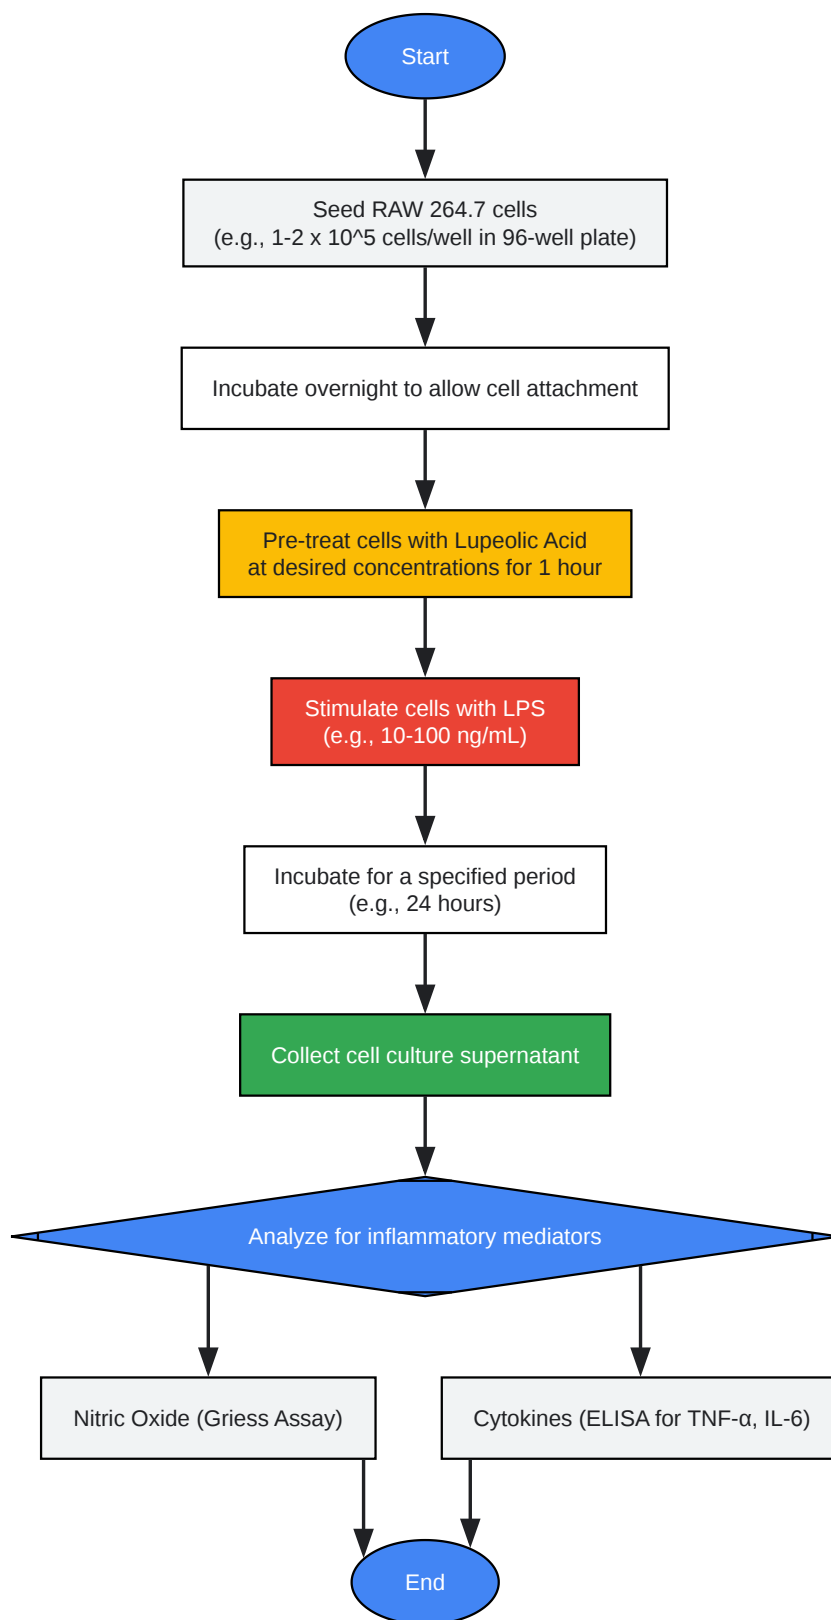 Start
Seed RAW 264.7 cells
(e.g., 1-2 x 10^5 cells/well in 96-well plate)
Incubate overnight to allow cell attachment
Pre-treat cells with Lupeolic Acid
at desired concentrations for 1 hour
Stimulate cells with LPS
(e.g., 10-100 ng/mL)
Incubate for a specified period
(e.g., 24 hours)
Collect cell culture supernatant
Analyze for inflammatory mediators
Nitric Oxide (Griess Assay)
Cytokines (ELISA for TNF-α, IL-6)
End